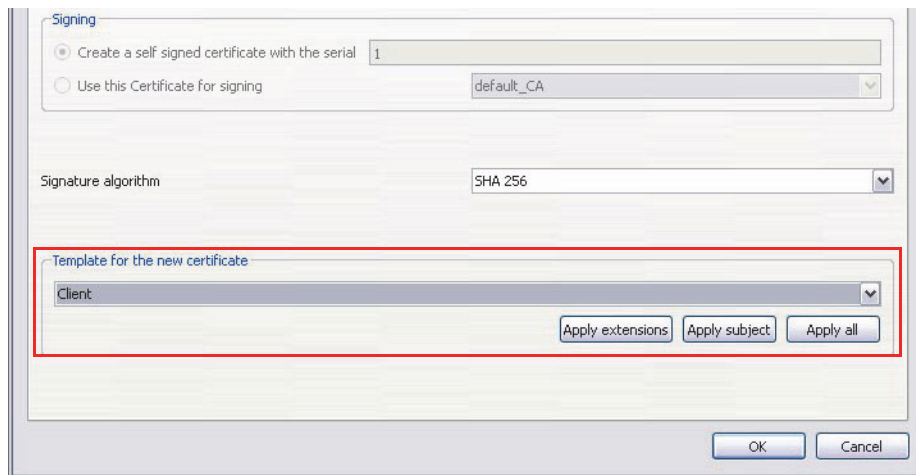 Signing
Create a self signed certificate with the serial 1
Use this Certificate for signing default_CA
Signature algorithm SHA 256
Template for the new certificate
Client
Apply extensions Apply subject Apply all
OK Cancel